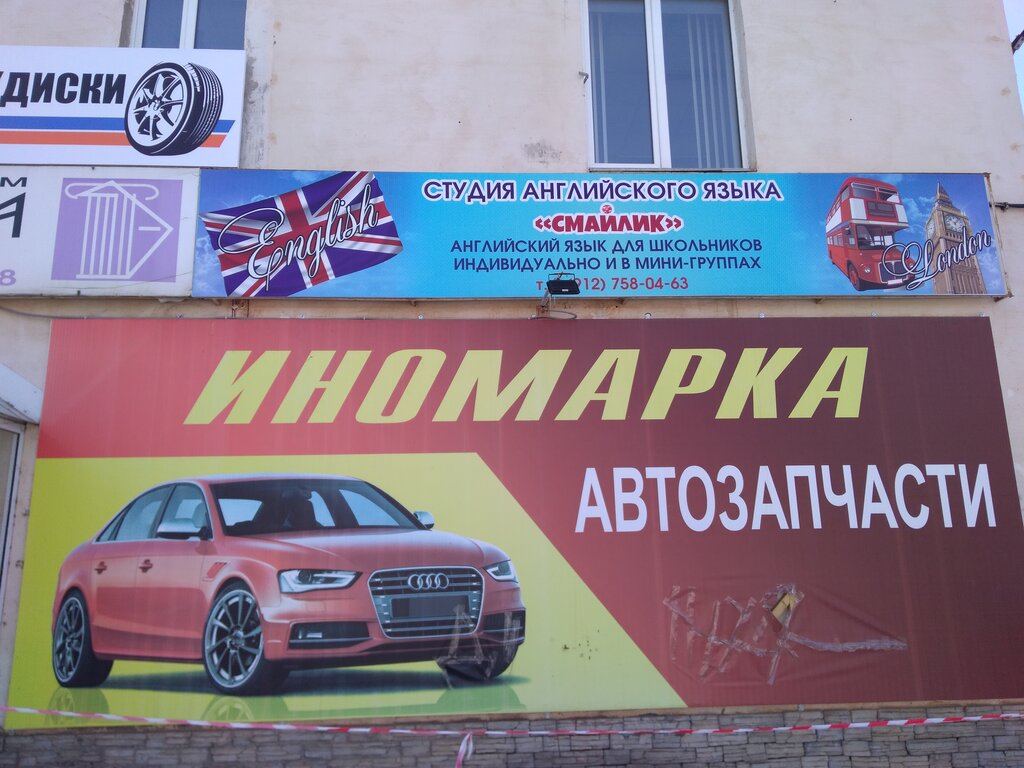 ДИСКИ
СТУДИЯ АНГЛИЙСКОГО ЯЗЫКА
«СМАЙЛИК»
АНГЛИЙСКИЙ ЯЗЫК ДЛЯ ШКОЛЬНИКОВ
ИНДИВИДУАЛЬНО И В МИНИ-ГРУППАХ
912) 758-04-63
English
London
8
ИНОМАРКА
АВТОЗАПЧАСТИ